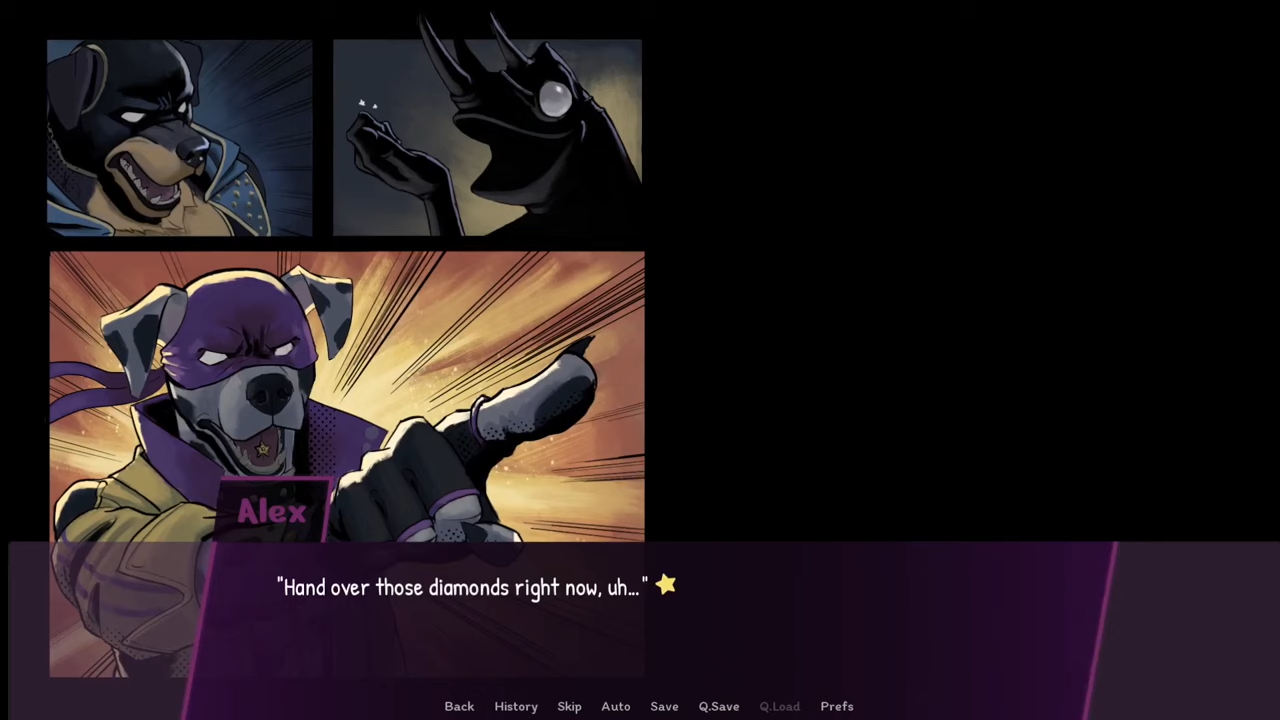 Alex
"Hand over those diamonds right now, uh..."
Back History Skip Auto Save Q.Save Q.Load Prefs